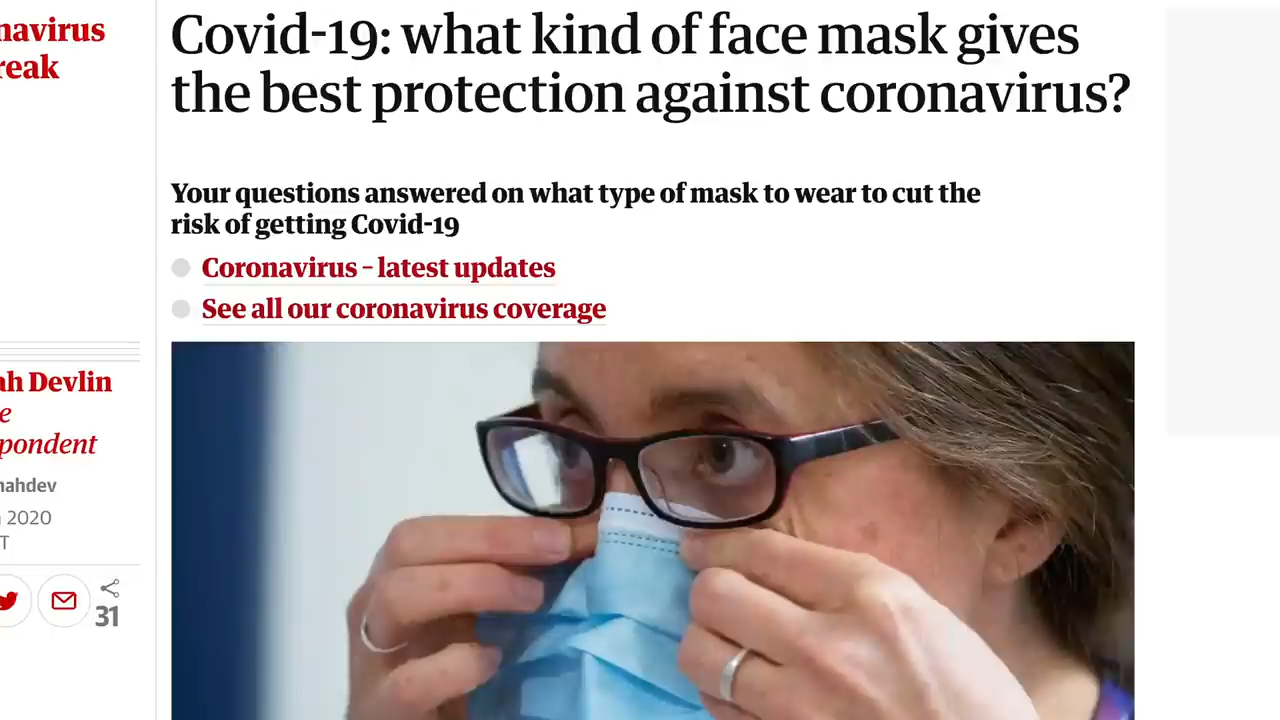 navirus
reak
Covid-19: what kind of face mask gives
the best protection against coronavirus?
Your questions answered on what type of mask to wear to cut the
risk of getting Covid-19
Coronavirus – latest updates
See all our coronavirus coverage
ah Devlin
e
pondent
nahdev
2020
T
31